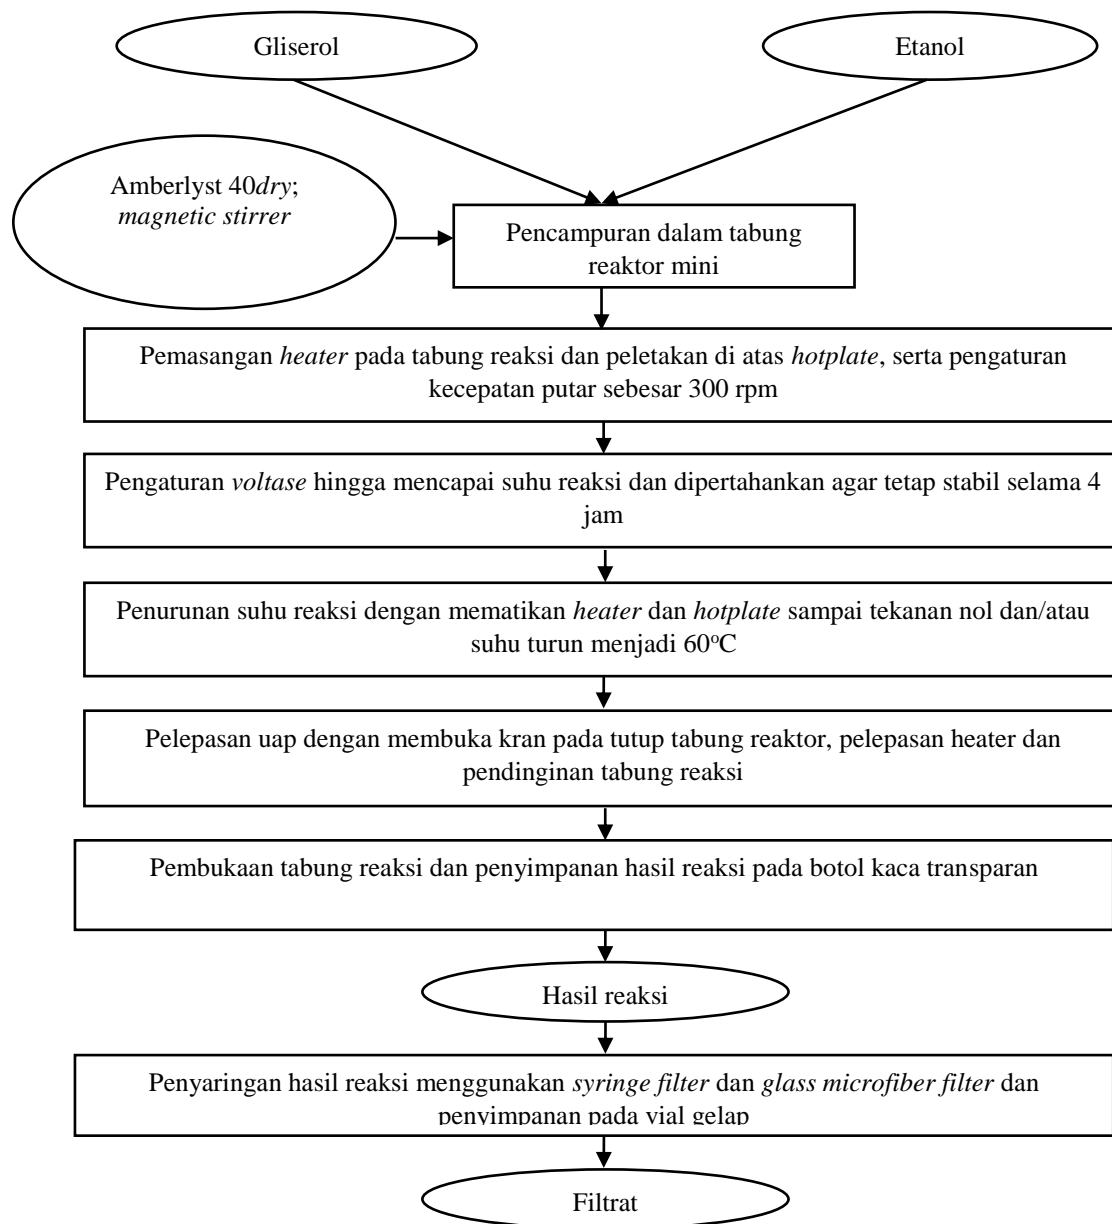 Gliserol
Etanol
Amberlyst 40dry;
magnetic stirrer
Pencampuran dalam tabung
reaktor mini
Pemasangan heater pada tabung reaksi dan peletakan di atas hotplate, serta pengaturan
kecepatan putar sebesar 300 rpm
Pengaturan voltase hingga mencapai suhu reaksi dan dipertahankan agar tetap stabil selama 4
jam
Penurunan suhu reaksi dengan mematikan heater dan hotplate sampai tekanan nol dan/atau
suhu turun menjadi 60°C
Pelepasan uap dengan membuka kran pada tutup tabung reaktor, pelepasan heater dan
pendinginan tabung reaksi
Pembukaan tabung reaksi dan penyimpanan hasil reaksi pada botol kaca transparan
Hasil reaksi
Penyaringan hasil reaksi menggunakan syringe filter dan glass microfiber filter dan
penyimpanan pada vial gelap
Filtrat